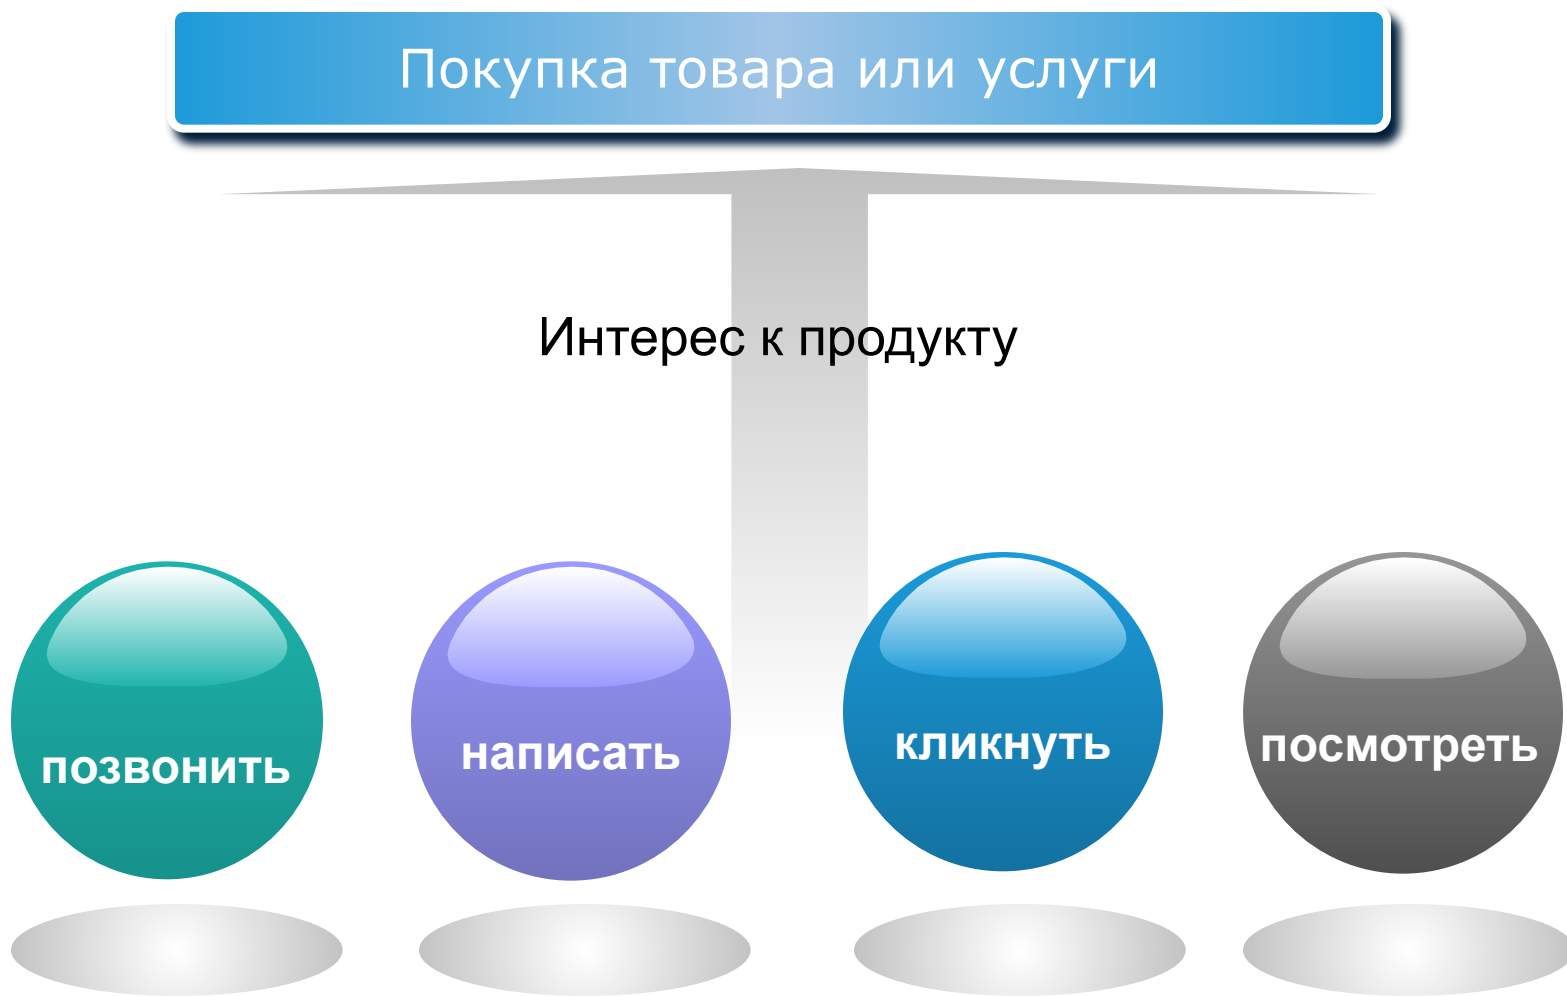 Покупка товара или услуги
Интерес к продукту
позвонить
написать
кликнуть
посмотреть